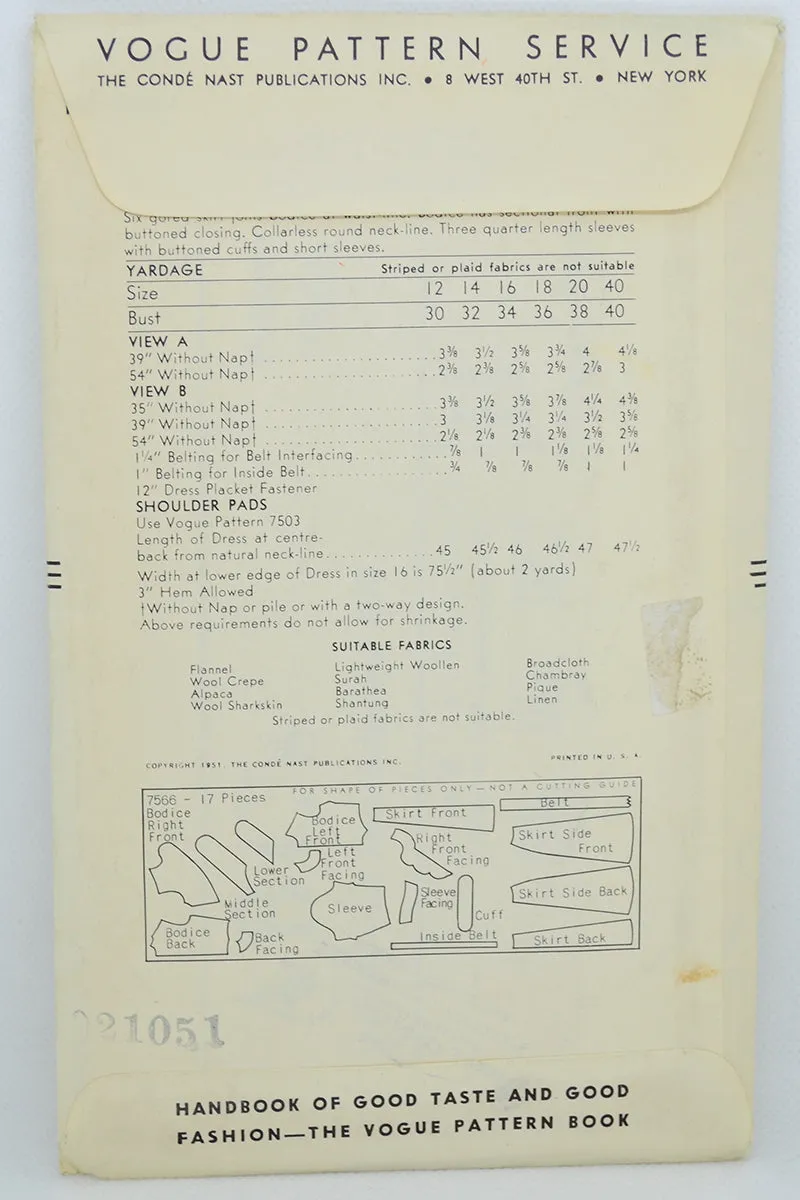 VOGUE PATTERN SERVICE
THE CONDÉ NAST PUBLICATIONS INC. • 8 WEST 40TH ST. • NEW YORK
Six gored skirt joins bodice at waist-line. Bodice has sectional front with
buttoned closing. Collarless round neck-line. Three quarter length sleeves
with buttoned cuffs and short sleeves.
YARDAGE Striped or plaid fabrics are not suitable
Size 12 14 16 18 20 40
Bust 30 32 34 36 38 40
VIEW A
39" Without Nap† 3⅜ 3½ 3⅝ 3¾ 4 4⅛
54" Without Nap† 2⅜ 2⅜ 2⅝ 2⅝ 2⅞ 3
VIEW B
35" Without Nap† 3⅜ 3½ 3⅝ 3⅞ 4¼ 4⅜
39" Without Nap† 3 3⅛ 3¼ 3¼ 3½ 3⅝
54" Without Nap† 2⅛ 2⅛ 2⅜ 2⅜ 2⅝ 2⅝
1¼" Belting for Belt Interfacing ⅞ 1 1 1⅛ 1⅛ 1¼
1" Belting for Inside Belt ¾ ⅞ ⅞ ⅞ 1 1
12" Dress Placket Fastener
SHOULDER PADS
Use Vogue Pattern 7503
Length of Dress at centre-
back from natural neck-line 45 45½ 46 46½ 47 47½
Width at lower edge of Dress in size 16 is 75½" (about 2 yards)
3" Hem Allowed
†Without Nap or pile or with a two-way design.
Above requirements do not allow for shrinkage.
SUITABLE FABRICS
Flannel Lightweight Woollen Broadcloth
Wool Crepe Surah Chambray
Alpaca Barathea Pique
Wool Sharkskin Shantung Linen
Striped or plaid fabrics are not suitable.
COPYRIGHT 1951, THE CONDÉ NAST PUBLICATIONS INC. PRINTED IN U. S. A.
FOR SHAPE OF PIECES ONLY—NOT A CUTTING GUIDE
7566 - 17 Pieces
Bodice
Right
Front
Lower
Section
Middle
Section
Bodice
Back
Back
Facing
Bodice
Left
Front
Left
Front
Facing
Sleeve
Skirt Front
Right
Front
Facing
Sleeve
Facing
Cuff
Inside Belt
Belt
Skirt Side
Front
Skirt Side Back
Skirt Back
21051
HANDBOOK OF GOOD TASTE AND GOOD
FASHION—THE VOGUE PATTERN BOOK